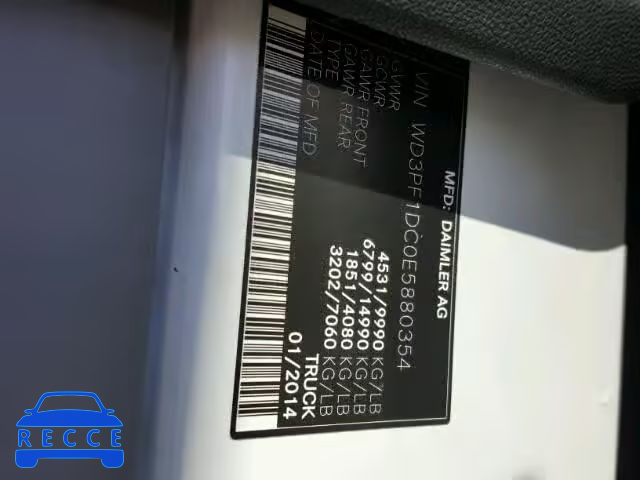 MFD: DAIMLER AG
VIN WD3PF1DC0E5880354
GVWR 4531/9990 KG/LB
GCWR: 6799/14990 KG/LB
GAWR FRONT 1851/4080 KG/LB
GAWR REAR: 3202/7060 KG/LB
TYPE TRUCK
DATE OF MFD: 01/2014
RECCE